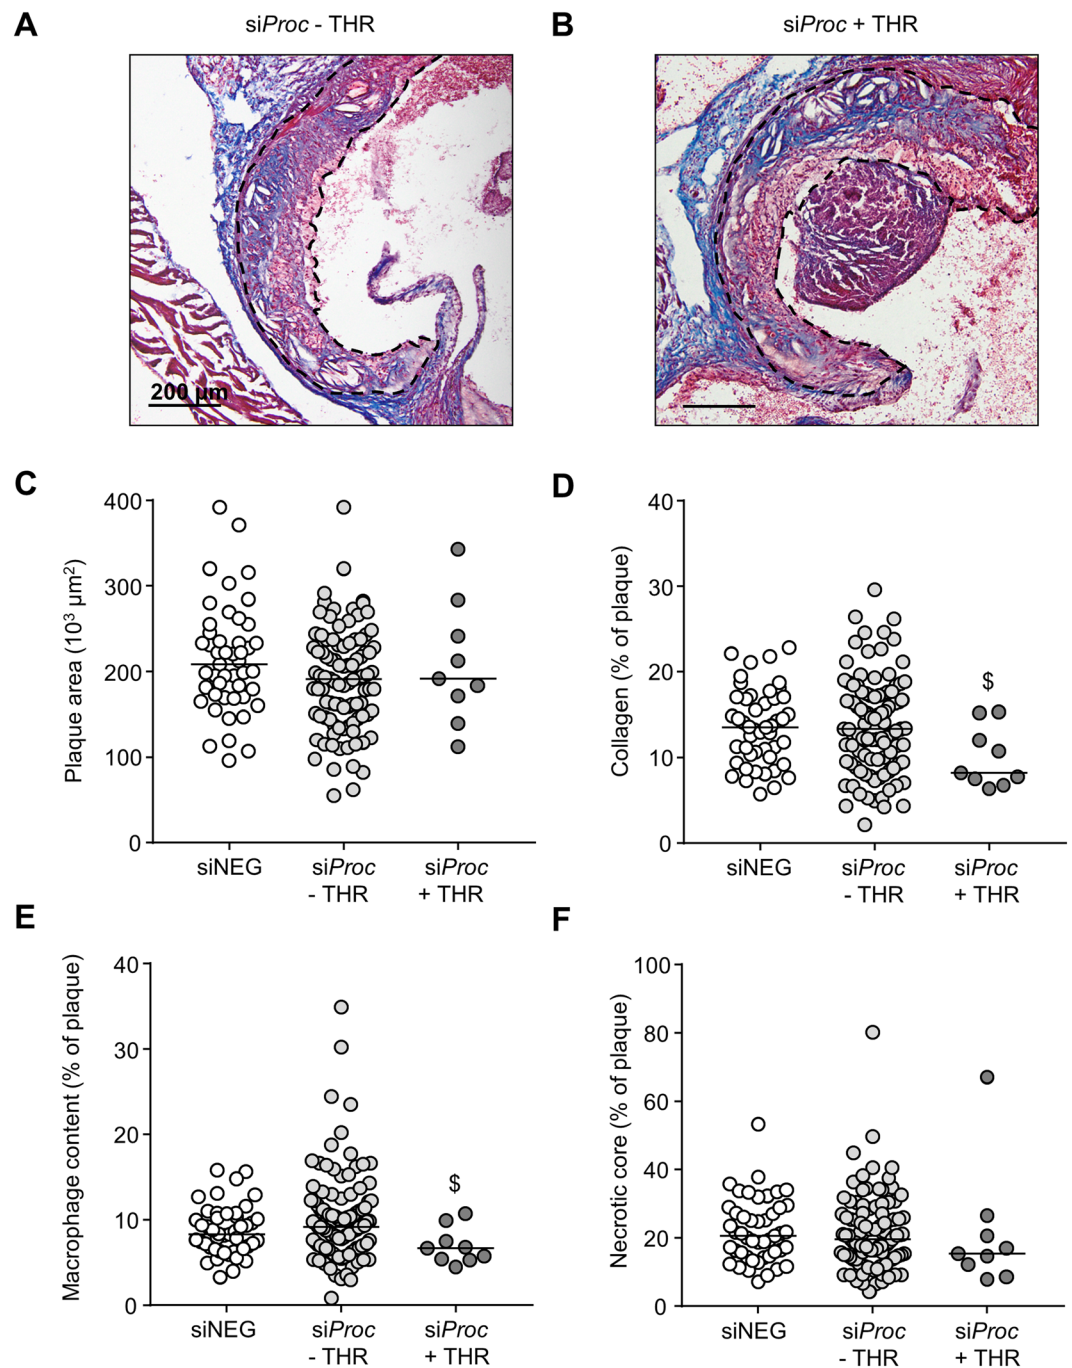 A
siProc - THR
B
siProc + THR
200 µm
C
Plaque area (10³ µm²)
400
300
200
100
0
siNEG
siProc
- THR
siProc
+ THR
D
Collagen (% of plaque)
40
30
20
10
0
$
siNEG
siProc
- THR
siProc
+ THR
E
Macrophage content (% of plaque)
40
30
20
10
0
$
siNEG
siProc
- THR
siProc
+ THR
F
Necrotic core (% of plaque)
100
80
60
40
20
0
siNEG
siProc
- THR
siProc
+ THR